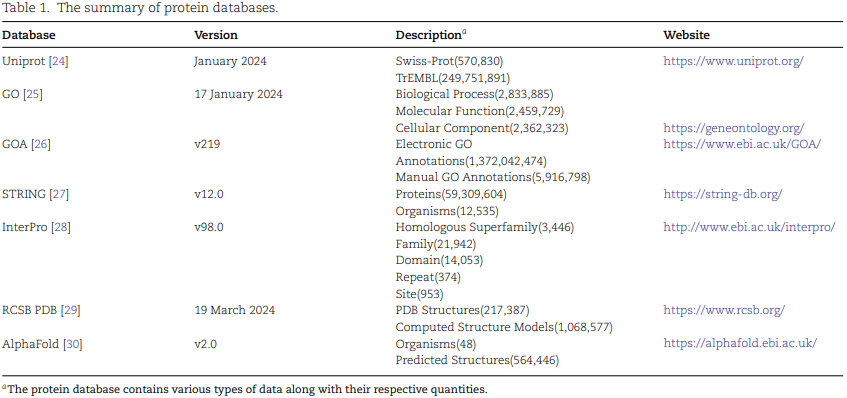 Table 1. The summary of protein databases.
Database Version Descriptionᵃ Website
Uniprot [24] January 2024 Swiss-Prot(570,830) https://www.uniprot.org/
TrEMBL(249,751,891)
GO [25] 17 January 2024 Biological Process(2,833,885)
Molecular Function(2,459,729)
Cellular Component(2,362,323) https://geneontology.org/
GOA [26] v219 Electronic GO https://www.ebi.ac.uk/GOA/
Annotations(1,372,042,474)
Manual GO Annotations(5,916,798)
STRING [27] v12.0 Proteins(59,309,604) https://string-db.org/
Organisms(12,535)
InterPro [28] v98.0 Homologous Superfamily(3,446) http://www.ebi.ac.uk/interpro/
Family(21,942)
Domain(14,053)
Repeat(374)
Site(953)
RCSB PDB [29] 19 March 2024 PDB Structures(217,387) https://www.rcsb.org/
Computed Structure Models(1,068,577)
AlphaFold [30] v2.0 Organisms(48) https://alphafold.ebi.ac.uk/
Predicted Structures(564,446)
ᵃThe protein database contains various types of data along with their respective quantities.